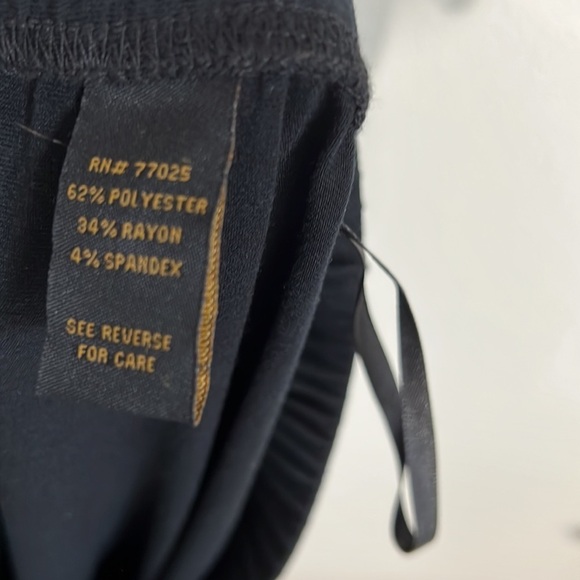 RN# 77025
62% POLYESTER
34% RAYON
4% SPANDEX
SEE REVERSE
FOR CARE